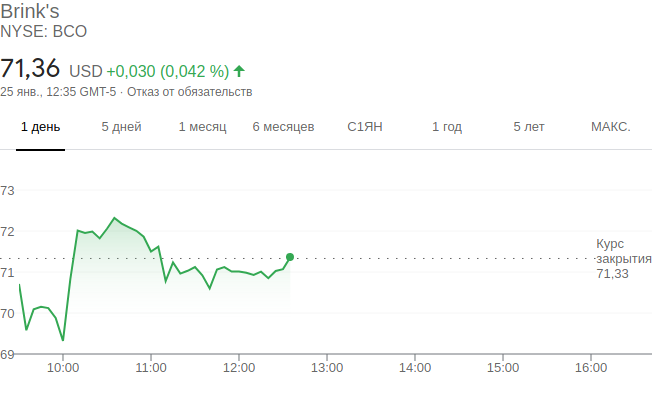 Brink's
NYSE: BCO
71,36 USD +0,030 (0,042 %)
25 янв., 12:35 GMT-5 · Отказ от обязательств
1 день 5 дней 1 месяц 6 месяцев С1ЯН 1 год 5 лет МАКС.
73
72
Курс
закрытия
71,33
71
70
69
10:00 11:00 12:00 13:00 14:00 15:00 16:00